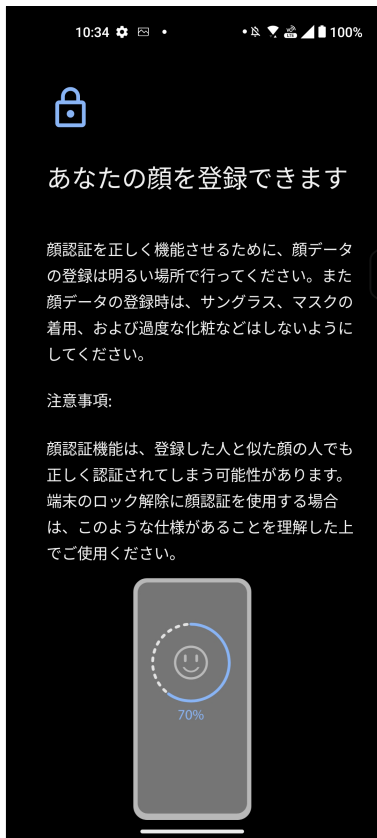 10:34
100%
あなたの顔を登録できます
顔認証を正しく機能させるために、顔データ
の登録は明るい場所で行ってください。また
顔データの登録時は、サングラス、マスクの
着用、および過度な化粧などはしないように
してください。
注意事項:
顔認証機能は、登録した人と似た顔の人でも
正しく認証されてしまう可能性があります。
端末のロック解除に顔認証を使用する場合
は、このような仕様があることを理解した上
でご使用ください。
70%